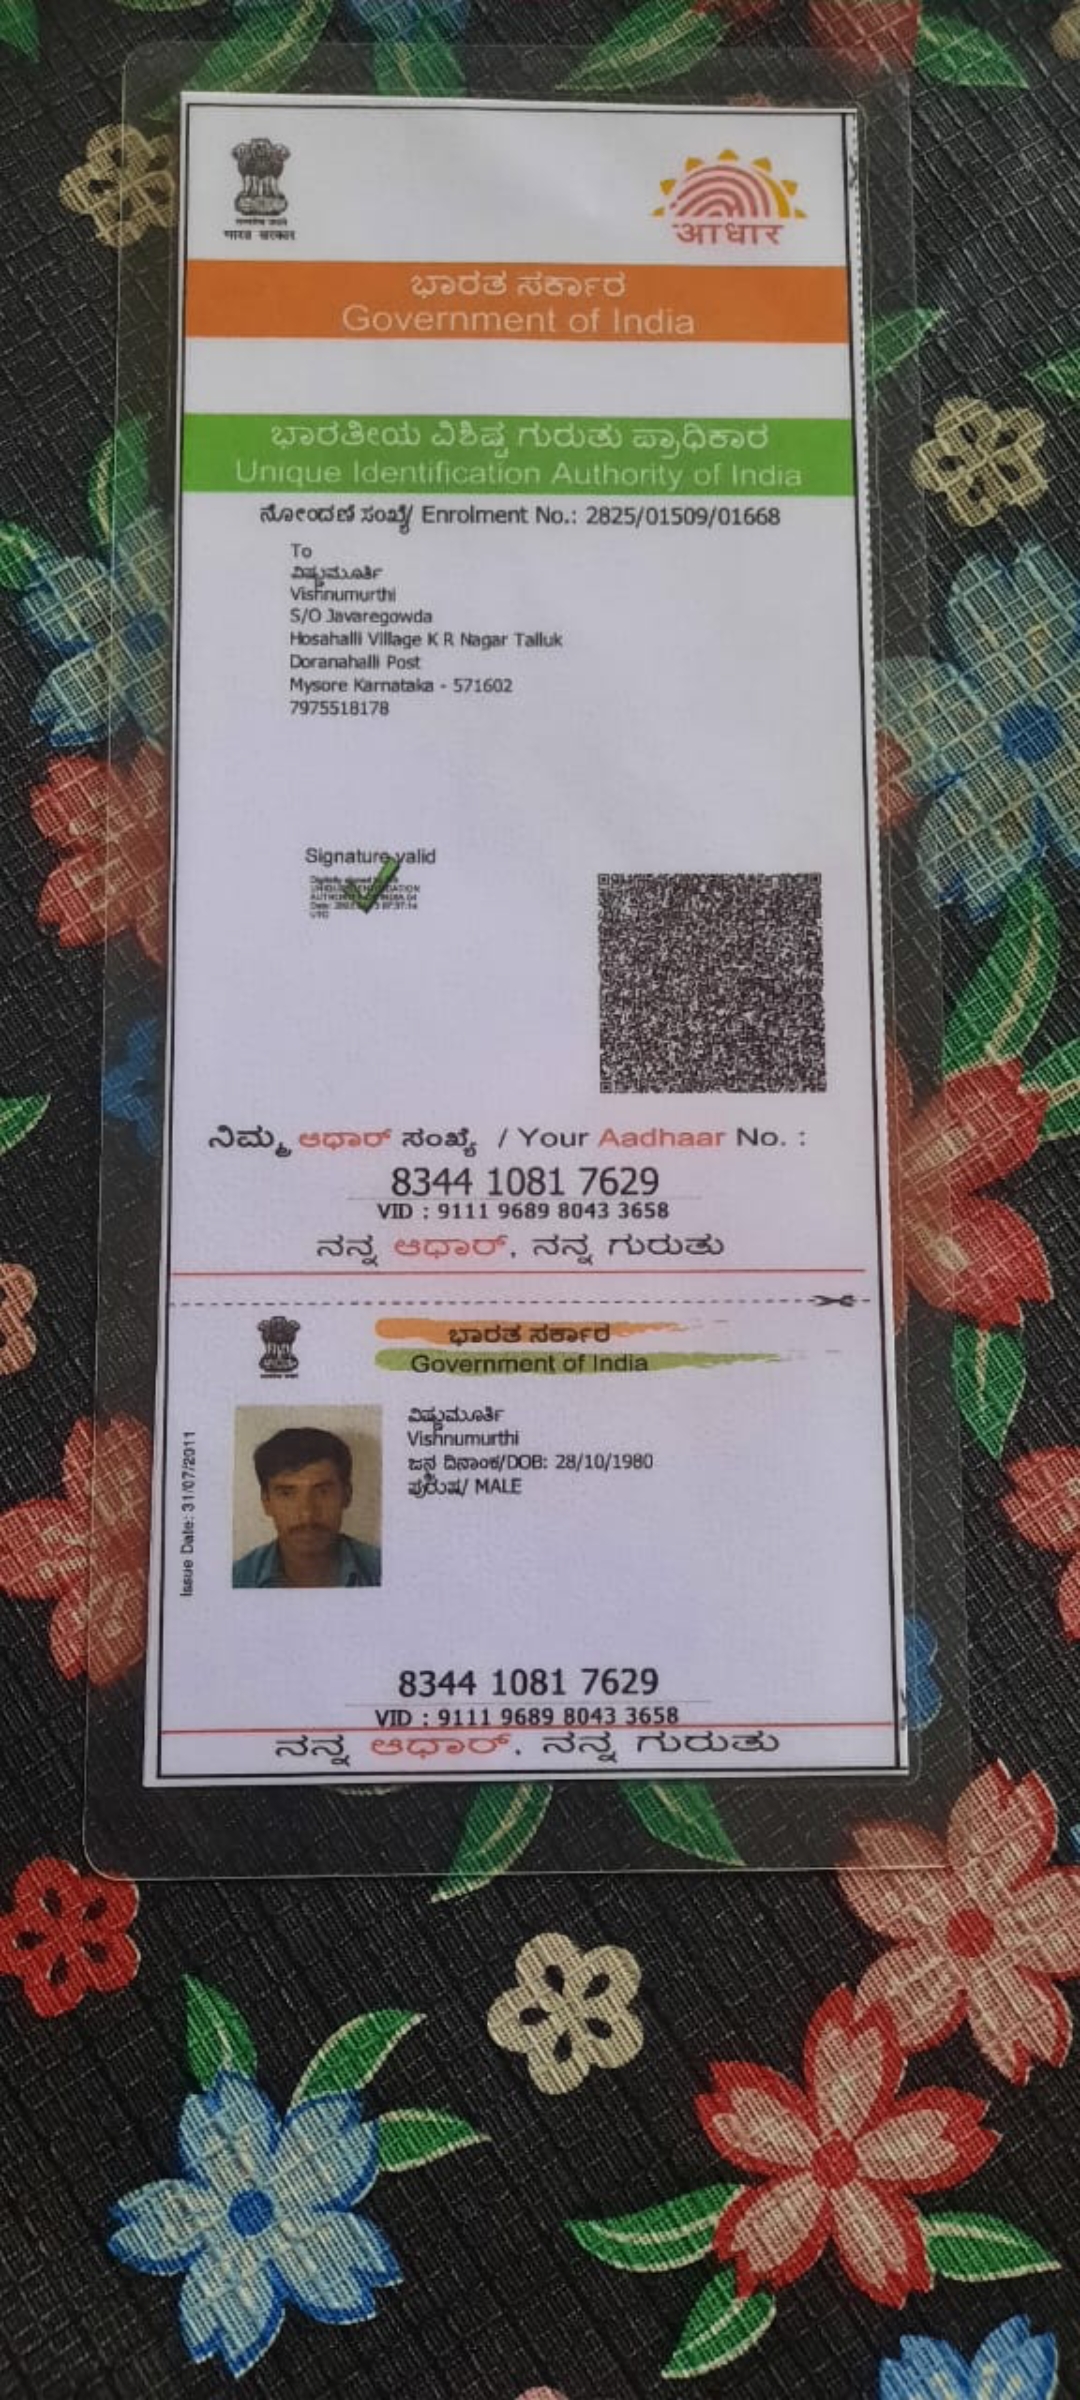 भारत सरकार
आधार
ಭಾರತ ಸರ್ಕಾರ
Government of India
ಭಾರತೀಯ ವಿಶಿಷ್ಟ ಗುರುತು ಪ್ರಾಧಿಕಾರ
Unique Identification Authority of India
ನೋಂದಣಿ ಸಂಖ್ಯೆ/ Enrolment No.: 2825/01509/01668
To
ವಿಷ್ಣುಮೂರ್ತಿ
Vishnumurthi
S/O Javaregowda
Hosahalli Village K R Nagar Talluk
Doranahalli Post
Mysore Karnataka - 571602
7975518178
Signature valid
ನಿಮ್ಮ ಆಧಾರ್ ಸಂಖ್ಯೆ / Your Aadhaar No. :
8344 1081 7629
VID : 9111 9689 8043 3658
ನನ್ನ ಆಧಾರ್, ನನ್ನ ಗುರುತು
ಭಾರತ ಸರ್ಕಾರ
Government of India
Issue Date: 31/07/2011
ವಿಷ್ಣುಮೂರ್ತಿ
Vishnumurthi
ಜನ್ಮ ದಿನಾಂಕ/DOB: 28/10/1980
ಪುರುಷ/ MALE
8344 1081 7629
VID : 9111 9689 8043 3658
ನನ್ನ ಆಧಾರ್, ನನ್ನ ಗುರುತು